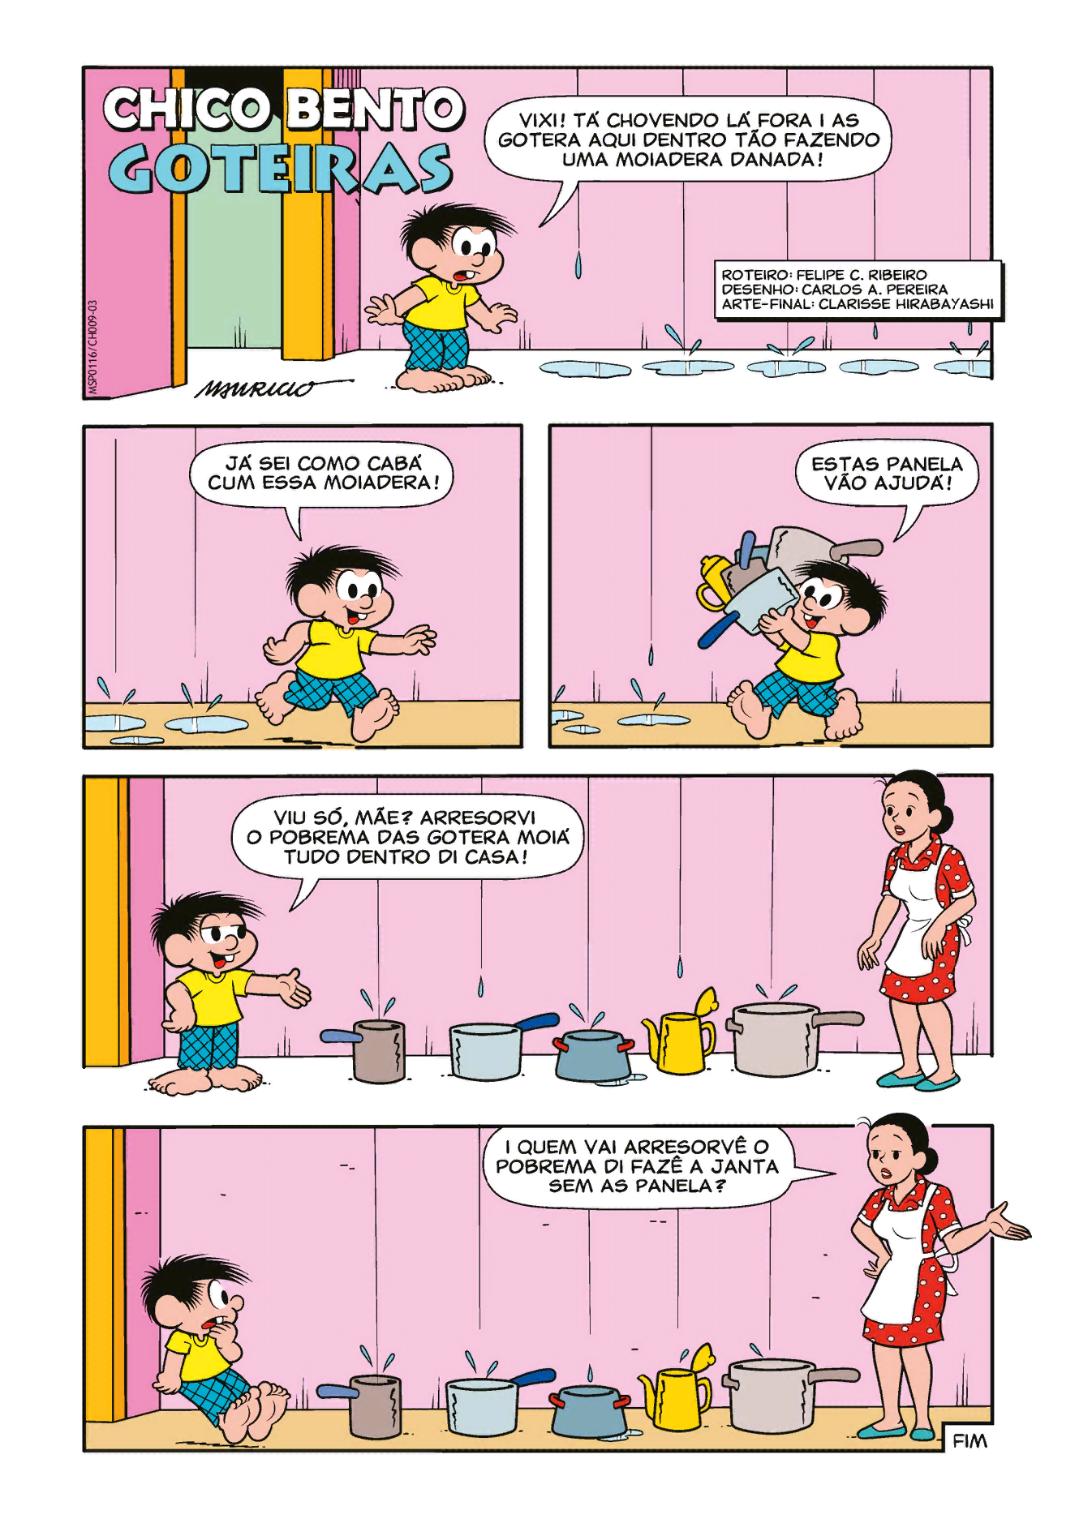 CHICO BENTO
GOTEIRAS
VIXI! TÁ CHOVENDO LÁ FORA I AS
GOTERA AQUI DENTRO TÃO FAZENDO
UMA MOIADERA DANADA!
ROTEIRO: FELIPE C. RIBEIRO
DESENHO: CARLOS A. PEREIRA
ARTE-FINAL: CLARISSE HIRABAYASHI
MSP0116/CH009-03
MAURICIO
JÁ SEI COMO CABÁ
CUM ESSA MOIADERA!
ESTAS PANELA
VÃO AJUDÁ!
VIU SÓ, MÃE? ARRESORVI
O POBREMA DAS GOTERA MOIÁ
TUDO DENTRO DI CASA!
I QUEM VAI ARRESORVÊ O
POBREMA DI FAZÊ A JANTA
SEM AS PANELA?
FIM